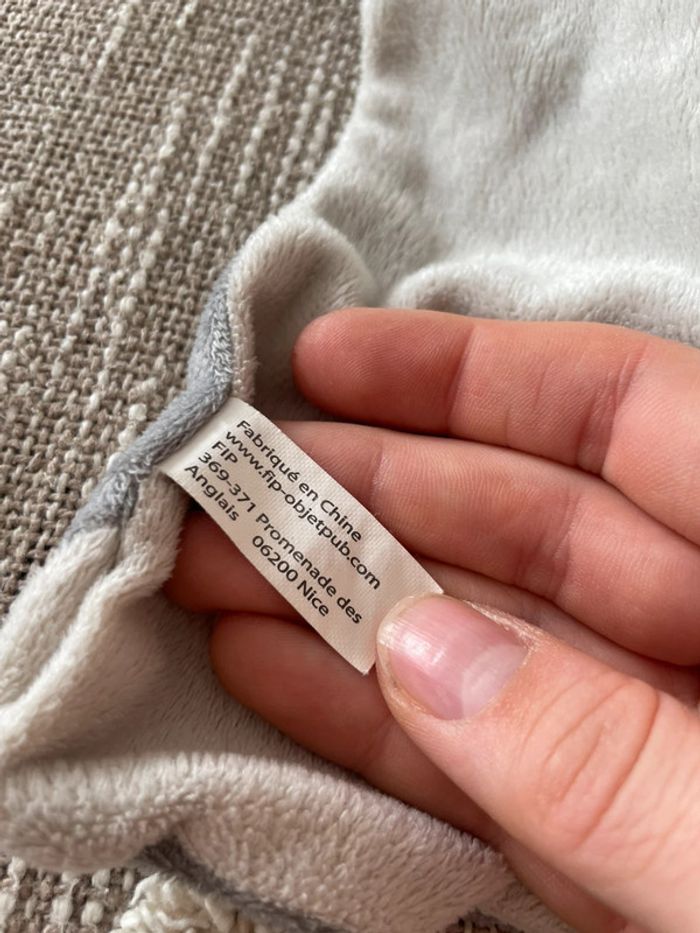 Fabriqué en Chine
www.fip-objetpub.com
FIP
369-371 Promenade des
Anglais
06200 Nice